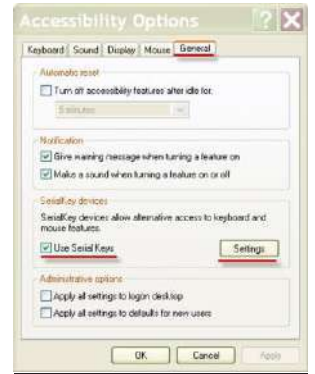 Accessibility Options
Keyboard Sound Display Mouse General
Automatic reset
Turn off accessibility features after idle for:
5 minutes
Notification
Give warning message when turning a feature on
Make a sound when turning a feature on or off
SerialKey devices
SerialKey devices allow alternative access to keyboard and
mouse features.
Use Serial Keys
Settings
Administrative options
Apply all settings to logon desktop
Apply all settings to defaults for new users
OK Cancel Apply